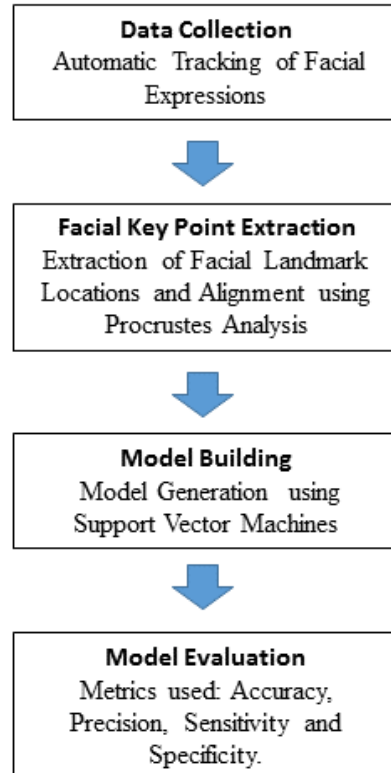 Data Collection
Automatic Tracking of Facial
Expressions
Facial Key Point Extraction
Extraction of Facial Landmark
Locations and Alignment using
Procrustes Analysis
Model Building
Model Generation using
Support Vector Machines
Model Evaluation
Metrics used: Accuracy,
Precision, Sensitivity and
Specificity.